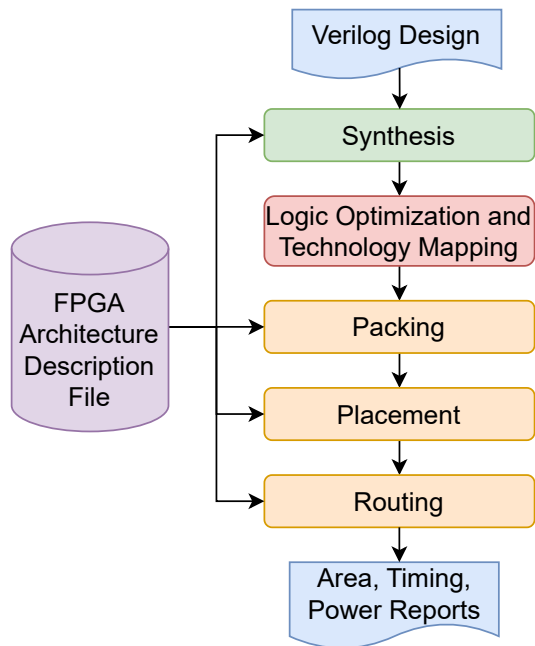 Verilog Design
Synthesis
Logic Optimization and
Technology Mapping
FPGA
Architecture
Description
File
Packing
Placement
Routing
Area, Timing,
Power Reports